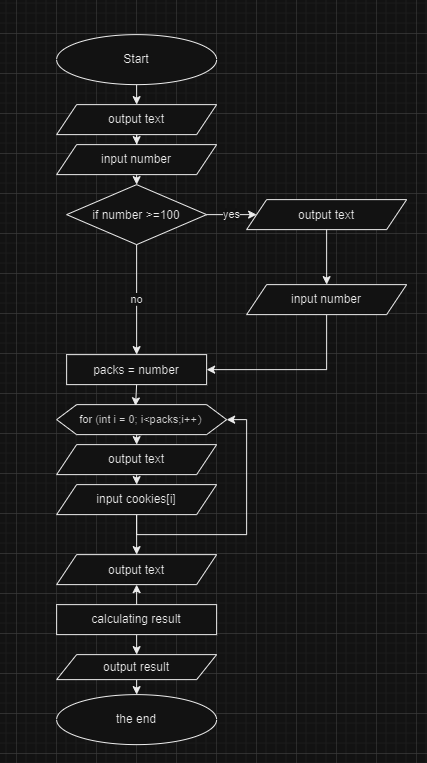 Start
output text
input number
if number >=100
yes
output text
input number
no
packs = number
for (int i = 0; i<packs;i++)
output text
input cookies[i]
output text
calculating result
output result
the end